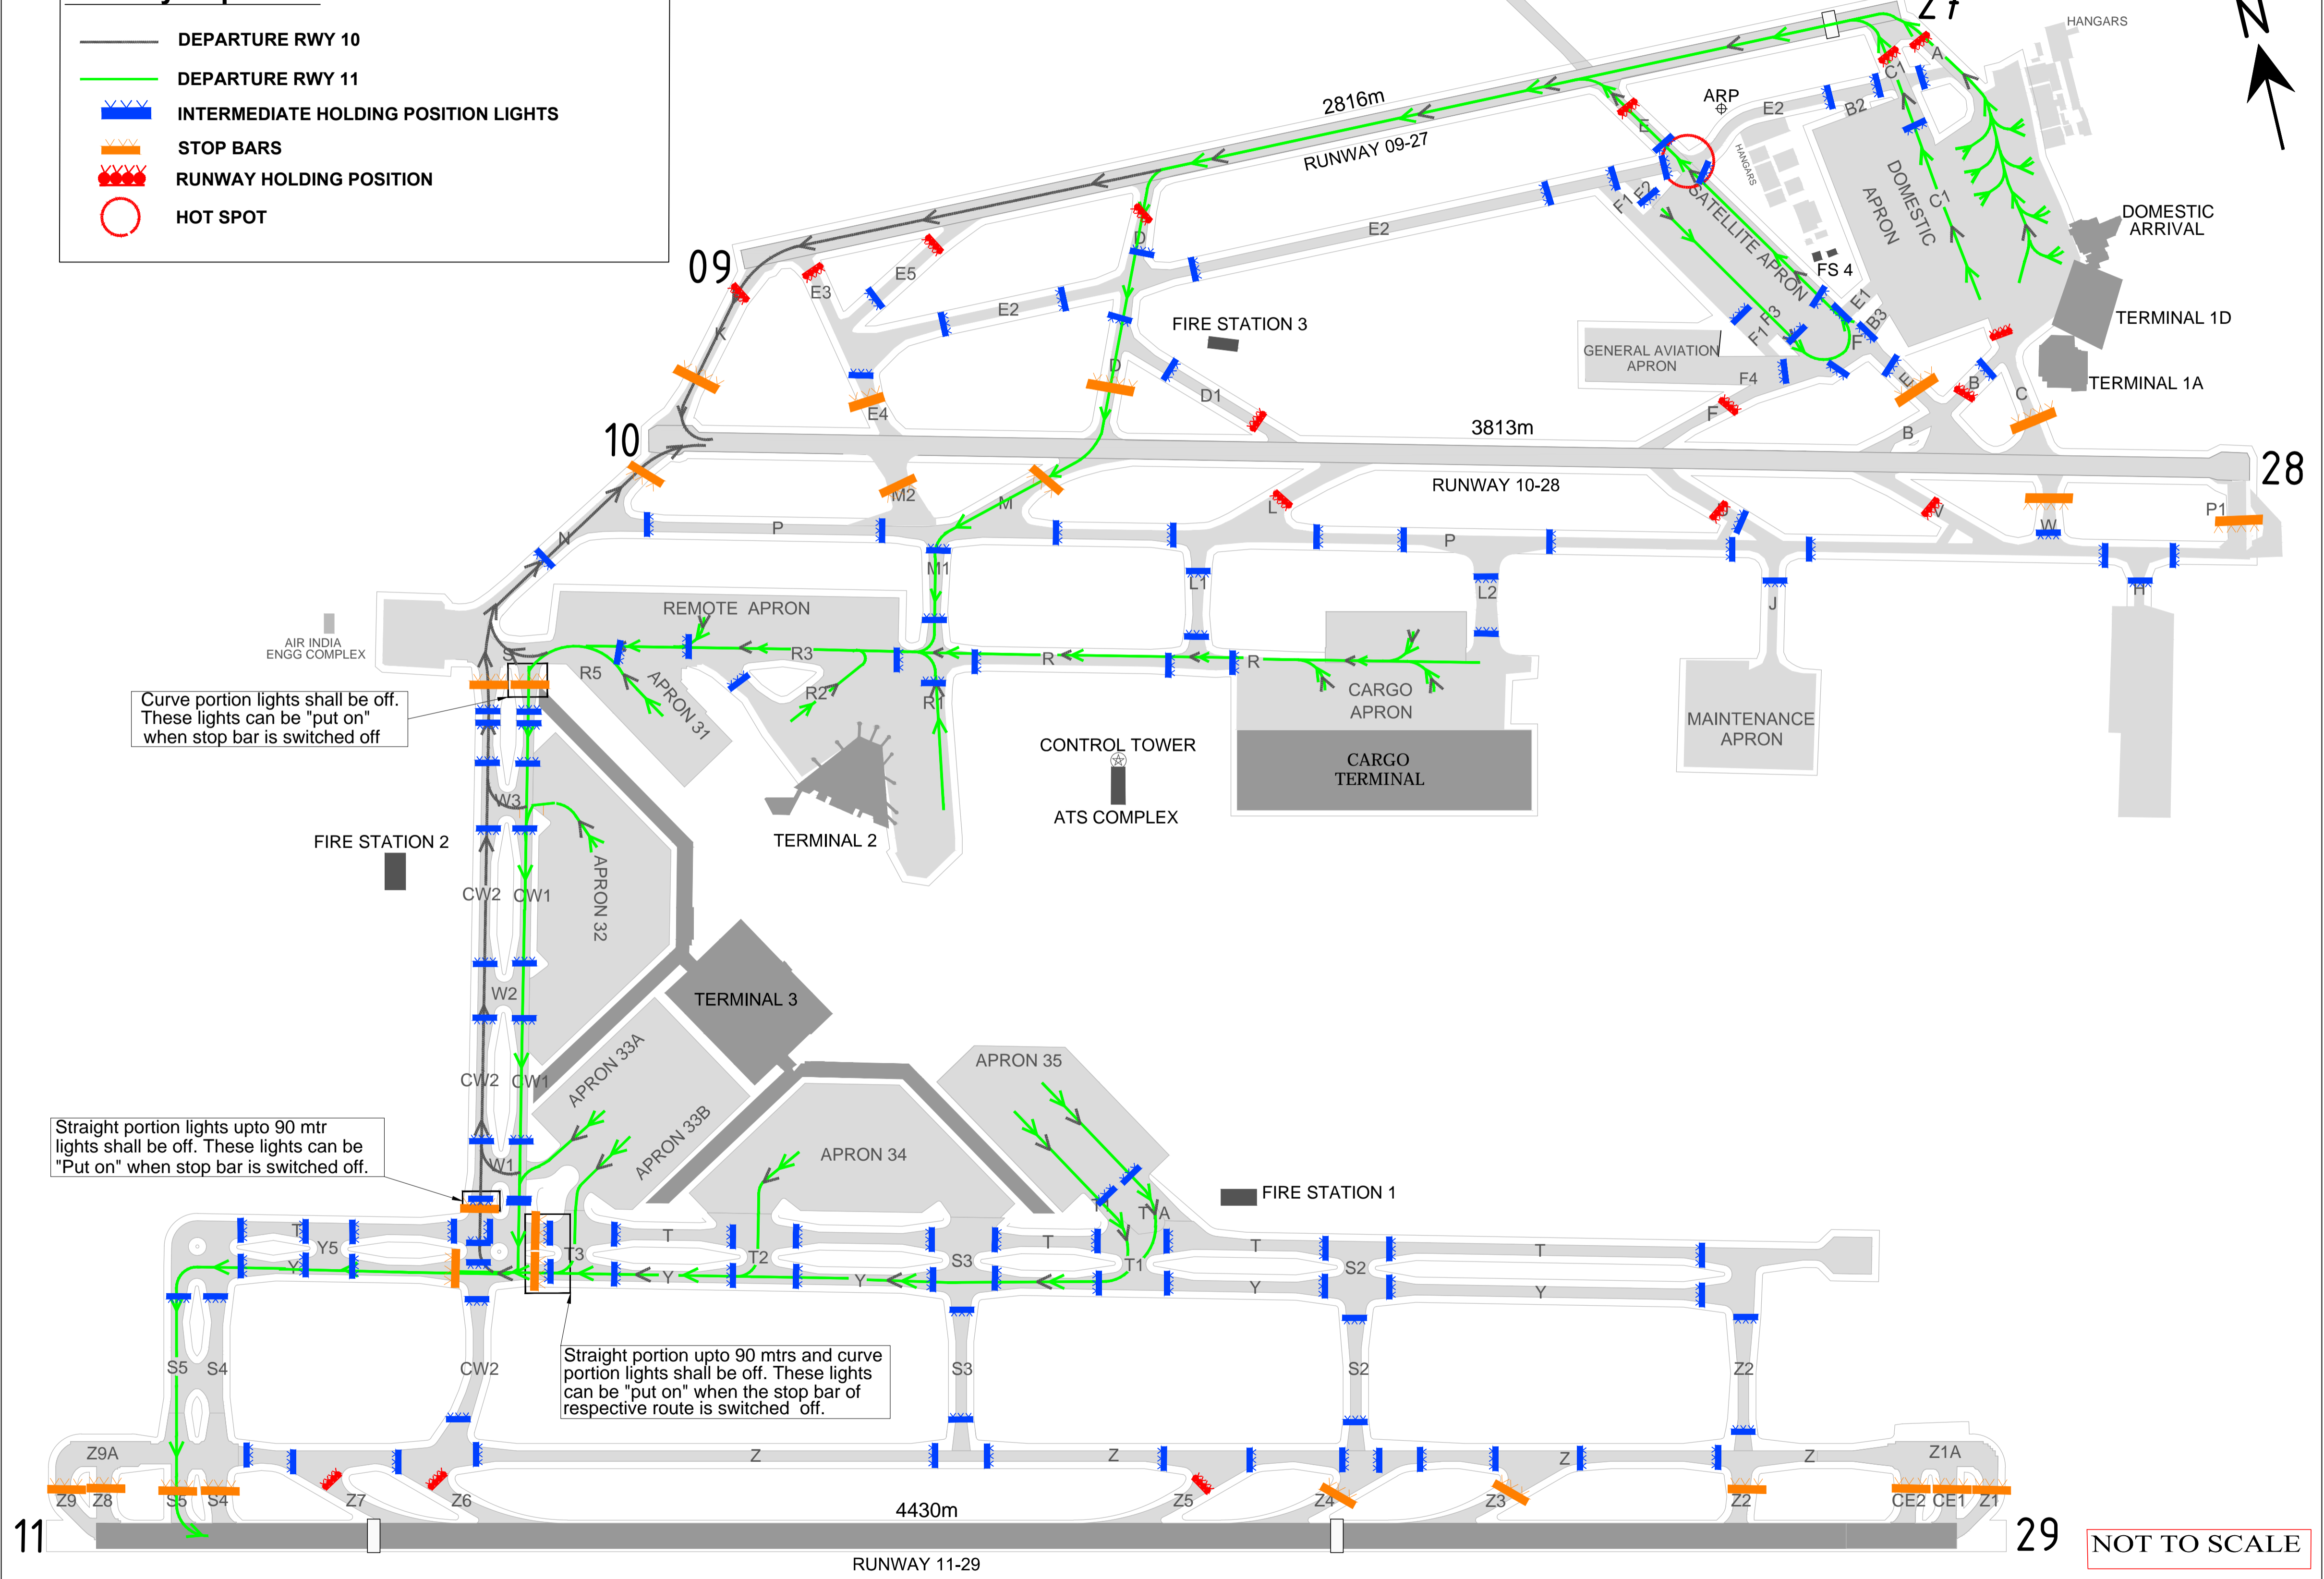 DEPARTURE RWY 10
DEPARTURE RWY 11
INTERMEDIATE HOLDING POSITION LIGHTS
STOP BARS
RUNWAY HOLDING POSITION
HOT SPOT
27
N
HANGARS
A
C1
2816m
ARP
E2
B2
E
RUNWAY 09-27
HANGARS
DOMESTIC
APRON
C1
F1
F2
SATELLITE APRON
DOMESTIC
ARRIVAL
D
E2
FS 4
09
E5
E3
E2
E1
B3
F3
F1
F
FIRE STATION 3
TERMINAL 1D
K
GENERAL AVIATION
APRON
D
F4
E
B
TERMINAL 1A
D1
C
E4
F
10
3813m
B
28
RUNWAY 10-28
M2
M
L
V
W
P1
N
P
P
M1
L1
L2
J
H
REMOTE APRON
AIR INDIA
ENGG COMPLEX
S
R3
R
R
R5
APRON 31
R2
R1
CARGO
APRON
Curve portion lights shall be off.
These lights can be "put on"
when stop bar is switched off
MAINTENANCE
APRON
CONTROL TOWER
CARGO
TERMINAL
W3
ATS COMPLEX
FIRE STATION 2
TERMINAL 2
CW2
CW1
APRON 32
W2
TERMINAL 3
APRON 33A
APRON 35
CW2
CW1
APRON 33B
Straight portion lights upto 90 mtr
lights shall be off. These lights can be
"Put on" when stop bar is switched off.
W1
APRON 34
FIRE STATION 1
T
Y5
T3
T
T2
S3
T
T1
T
S2
T
Y
Y
Y
Y
Y
Straight portion upto 90 mtrs and curve
portion lights shall be off. These lights
can be "put on" when the stop bar of
respective route is switched off.
S5
S4
CW2
S3
S2
Z2
Z9A
Z
Z
Z
Z
Z1A
Z9
Z8
S5
S4
Z7
Z6
Z5
Z4
Z3
Z2
CE2
CE1
Z1
4430m
11
29
NOT TO SCALE
RUNWAY 11-29